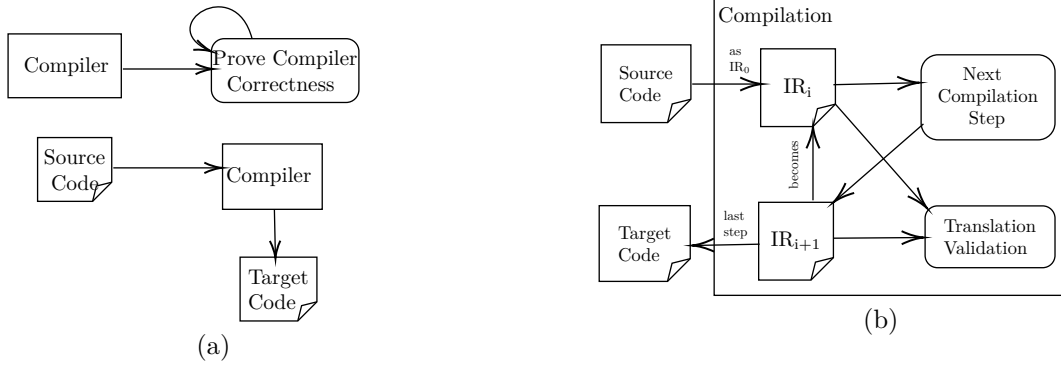 Compiler
Prove Compiler
Correctness
Source
Code
Compiler
Target
Code
(a)
Compilation
Source
Code
as
IR₀
IRᵢ
Next
Compilation
Step
becomes
Target
Code
last
step
IRᵢ₊₁
Translation
Validation
(b)